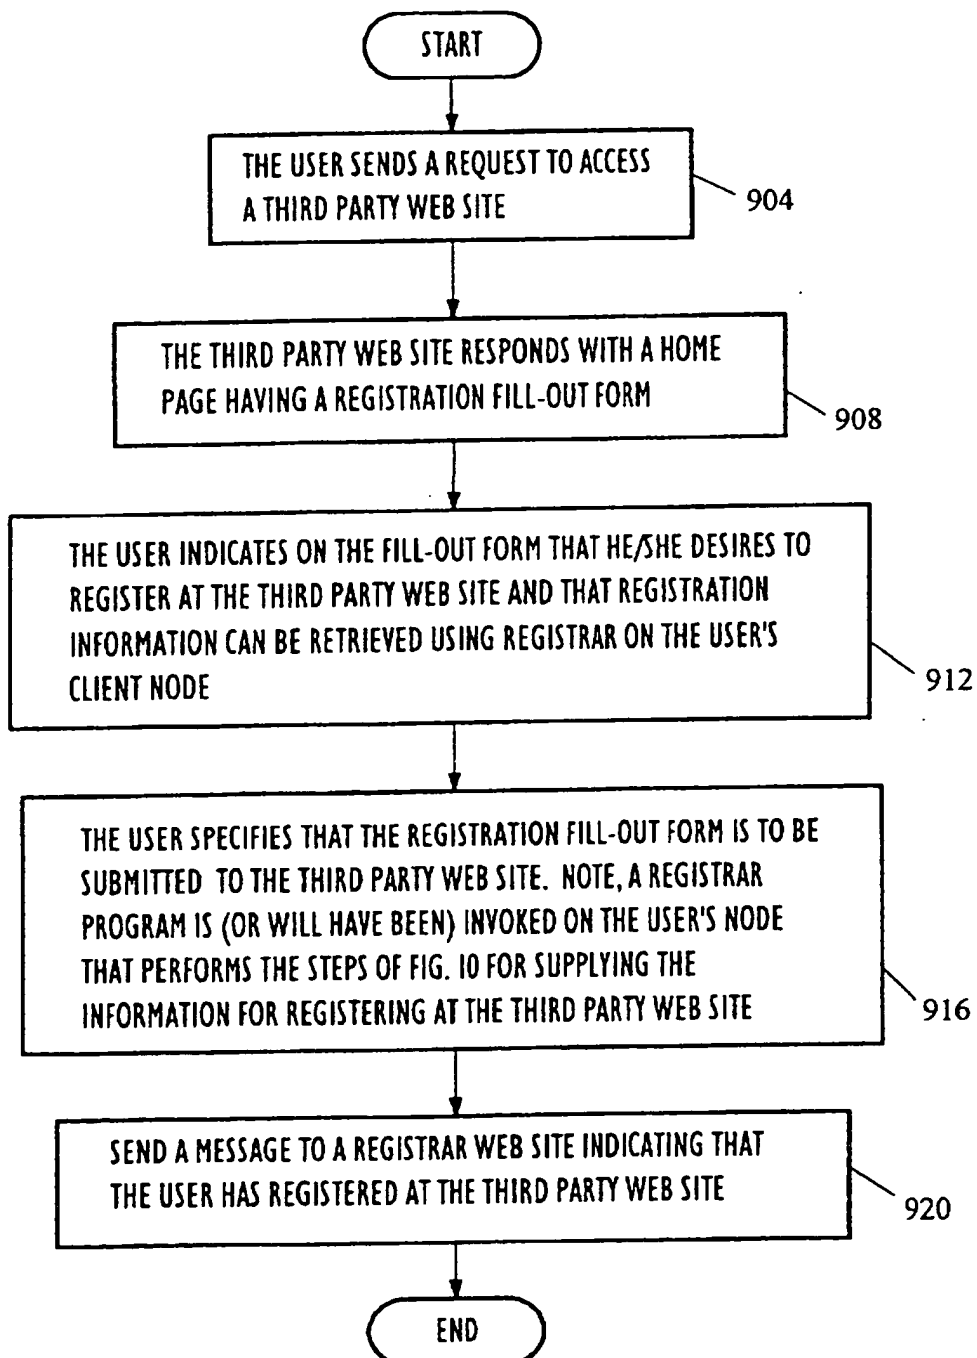 START
THE USER SENDS A REQUEST TO ACCESS
A THIRD PARTY WEB SITE
904
THE THIRD PARTY WEB SITE RESPONDS WITH A HOME
PAGE HAVING A REGISTRATION FILL-OUT FORM
908
THE USER INDICATES ON THE FILL-OUT FORM THAT HE/SHE DESIRES TO
REGISTER AT THE THIRD PARTY WEB SITE AND THAT REGISTRATION
INFORMATION CAN BE RETRIEVED USING REGISTRAR ON THE USER'S
CLIENT NODE
912
THE USER SPECIFIES THAT THE REGISTRATION FILL-OUT FORM IS TO BE
SUBMITTED TO THE THIRD PARTY WEB SITE. NOTE, A REGISTRAR
PROGRAM IS (OR WILL HAVE BEEN) INVOKED ON THE USER'S NODE
THAT PERFORMS THE STEPS OF FIG. 10 FOR SUPPLYING THE
INFORMATION FOR REGISTERING AT THE THIRD PARTY WEB SITE
916
SEND A MESSAGE TO A REGISTRAR WEB SITE INDICATING THAT
THE USER HAS REGISTERED AT THE THIRD PARTY WEB SITE
920
END